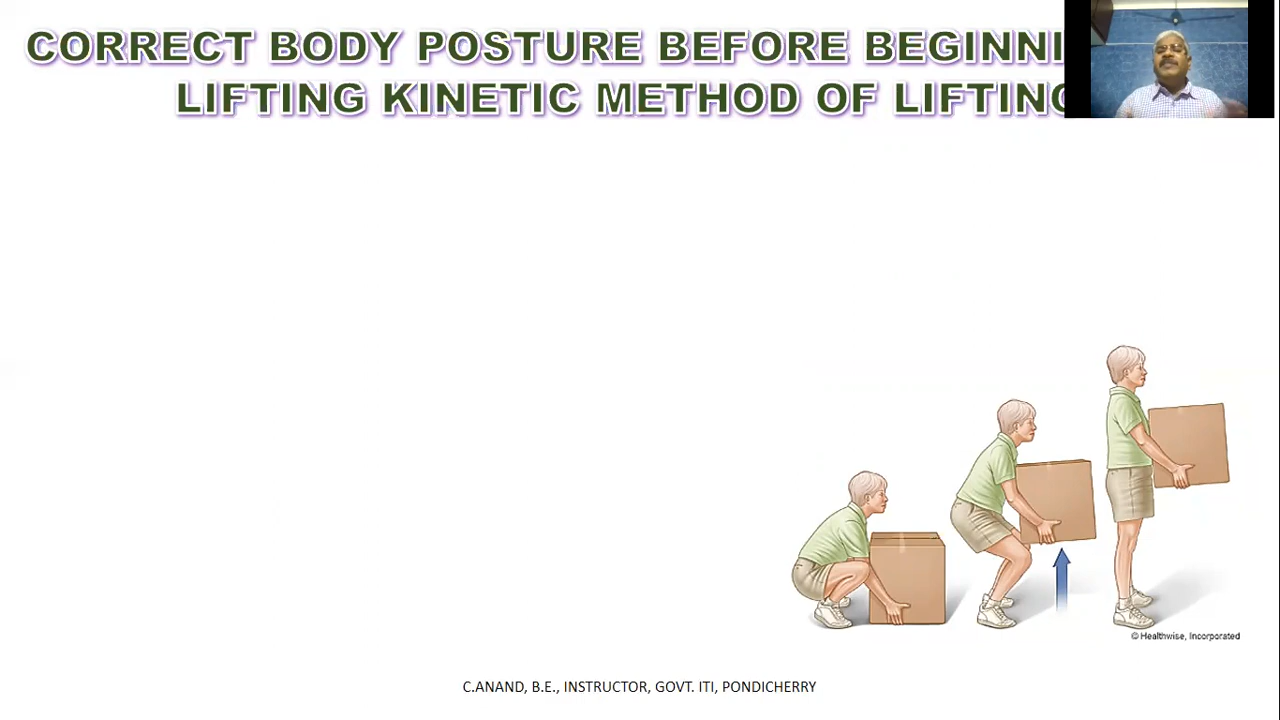 CORRECT BODY POSTURE BEFORE BEGINNI
LIFTING KINETIC METHOD OF LIFTING
© Healthwise, Incorporated
C.ANAND, B.E., INSTRUCTOR, GOVT. ITI, PONDICHERRY